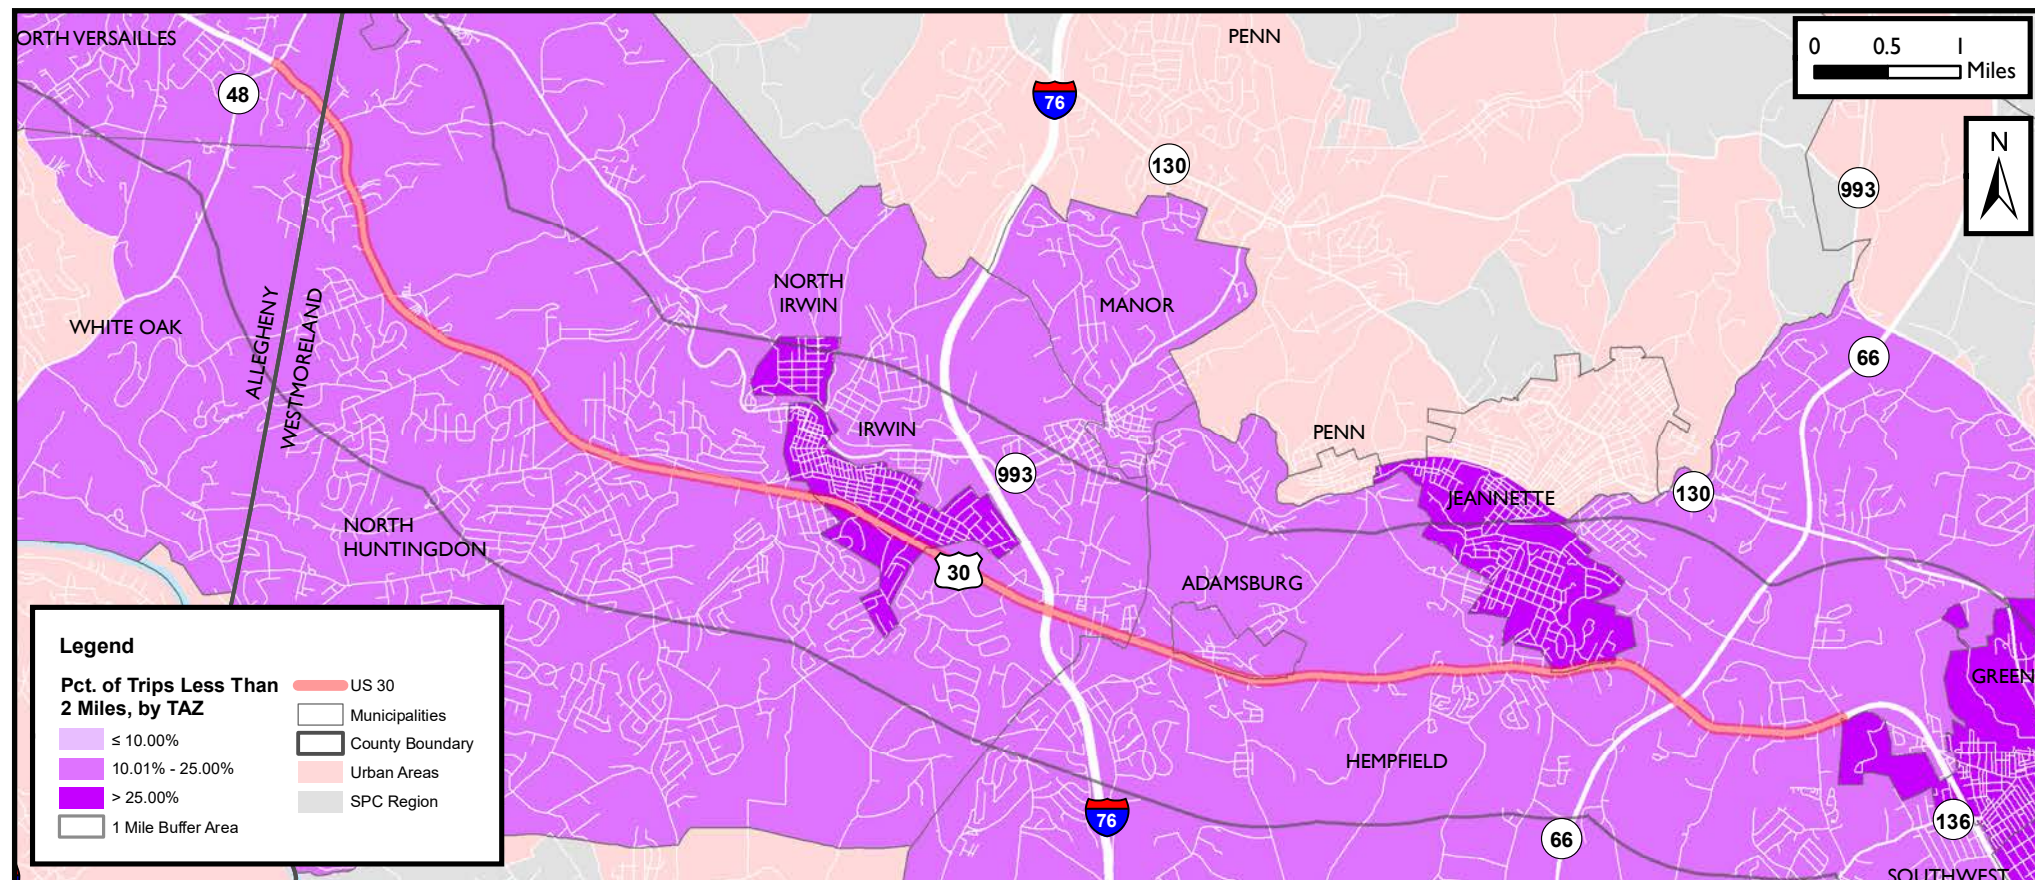 ORTH VERSAILLES
PENN
0 0.5 1
Miles
48
76
N
130
993
ALLEGHENY
WESTMORELAND
NORTH
IRWIN
MANOR
WHITE OAK
66
IRWIN
PENN
993
JEANNETTE
130
NORTH
HUNTINGDON
30
ADAMSBURG
GREEN
HEMPFIELD
76
66
136
SOUTHWEST
Legend
Pct. of Trips Less Than
2 Miles, by TAZ
≤ 10.00%
10.01% - 25.00%
> 25.00%
1 Mile Buffer Area
US 30
Municipalities
County Boundary
Urban Areas
SPC Region